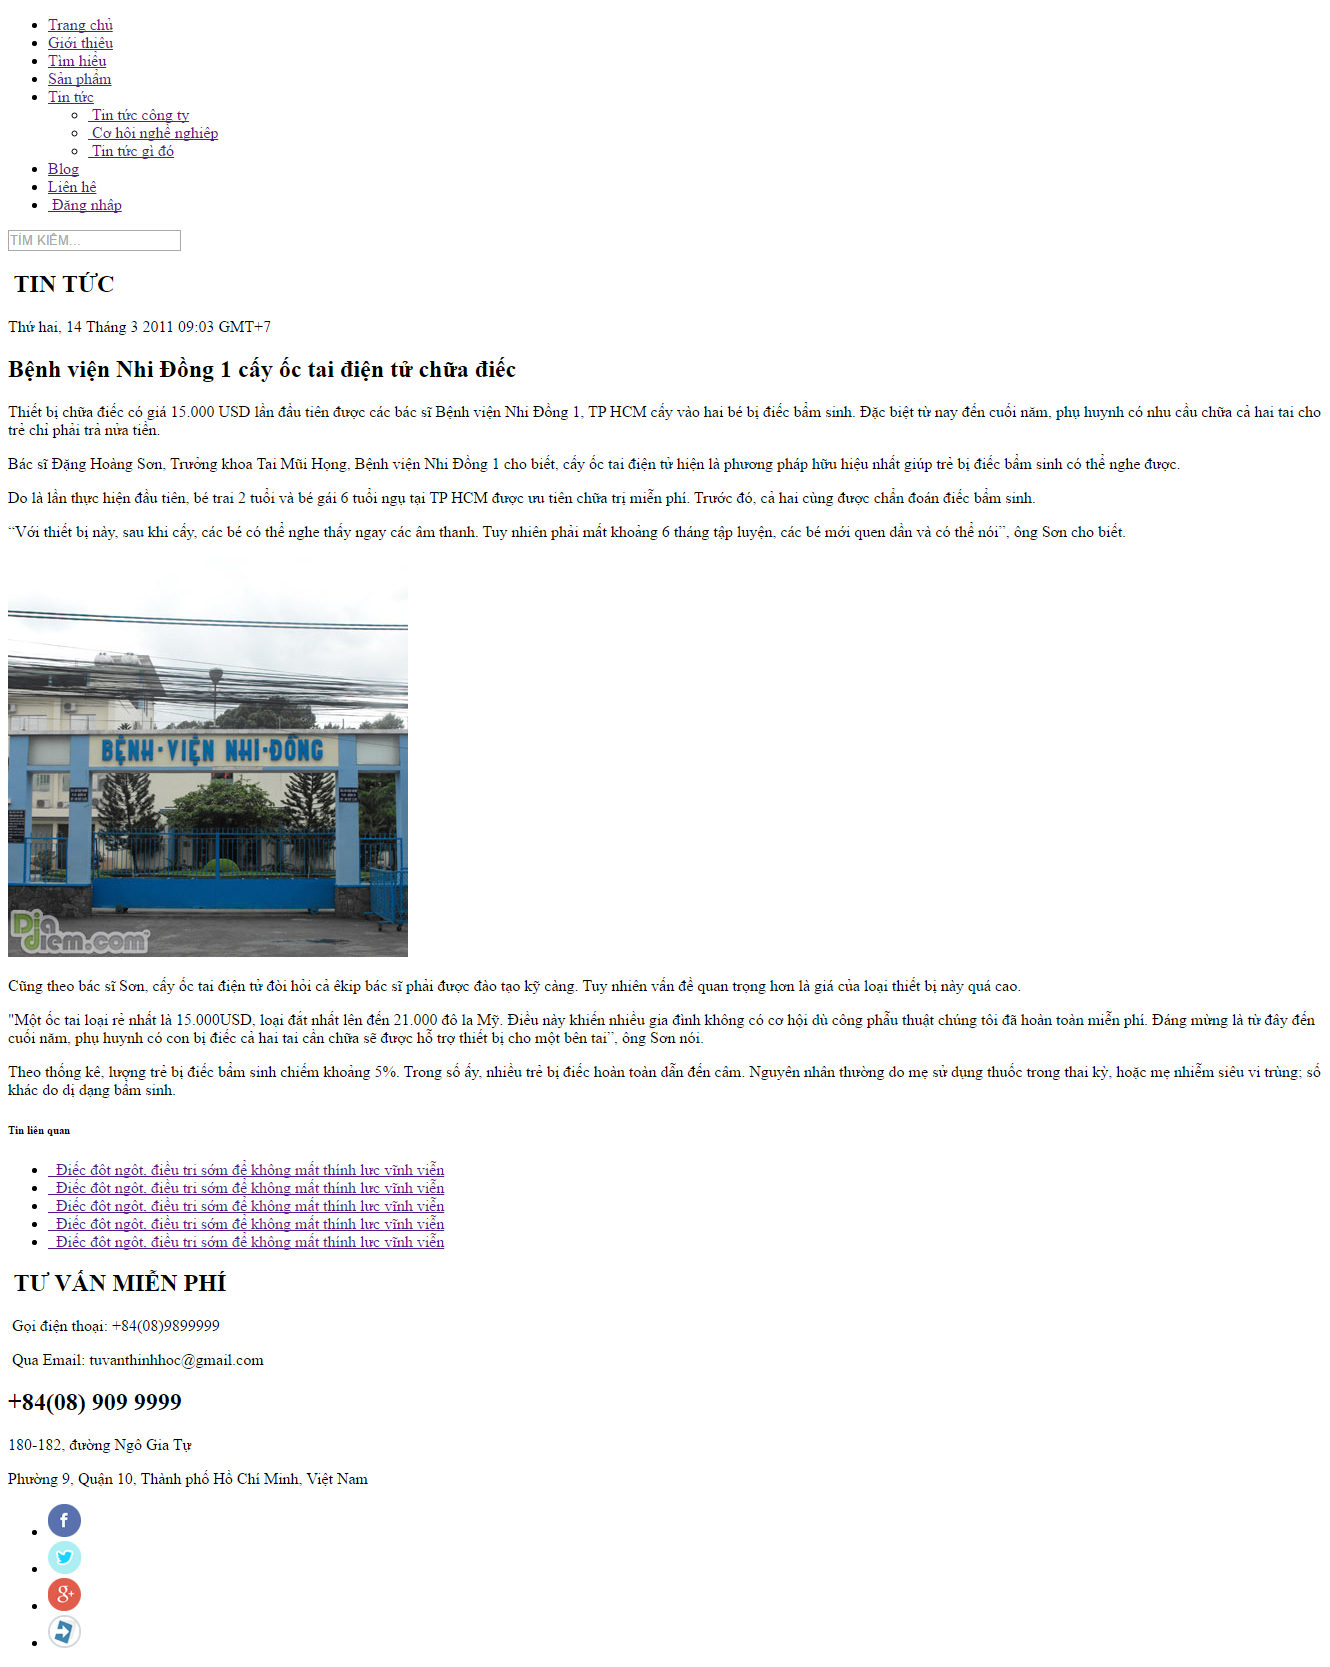 Trang chủ
Giới thiệu
Tìm hiểu
Sản phẩm
Tin tức
Tin tức công ty
Cơ hội nghề nghiệp
Tin tức gì đó
Blog
Liên hệ
Đăng nhập
TÌM KIẾM...
TIN TỨC
Thứ hai, 14 Tháng 3 2011 09:03 GMT+7
Bệnh viện Nhi Đồng 1 cấy ốc tai điện tử chữa điếc
Thiết bị chữa điếc có giá 15.000 USD lần đầu tiên được các bác sĩ Bệnh viện Nhi Đồng 1, TP HCM cấy vào hai bé bị điếc bẩm sinh. Đặc biệt từ nay đến cuối năm, phụ huynh có nhu cầu chữa cả hai tai cho
trẻ chỉ phải trả nửa tiền.
Bác sĩ Đặng Hoàng Sơn, Trưởng khoa Tai Mũi Họng, Bệnh viện Nhi Đồng 1 cho biết, cấy ốc tai điện tử hiện là phương pháp hữu hiệu nhất giúp trẻ bị điếc bẩm sinh có thể nghe được.
Do là lần thực hiện đầu tiên, bé trai 2 tuổi và bé gái 6 tuổi ngụ tại TP HCM được ưu tiên chữa trị miễn phí. Trước đó, cả hai cùng được chẩn đoán điếc bẩm sinh.
“Với thiết bị này, sau khi cấy, các bé có thể nghe thấy ngay các âm thanh. Tuy nhiên phải mất khoảng 6 tháng tập luyện, các bé mới quen dần và có thể nói”, ông Sơn cho biết.
BỆNH·VIỆN NHI·ĐỒNG
Dia
diem.com
Cũng theo bác sĩ Sơn, cấy ốc tai điện tử đòi hỏi cả êkip bác sĩ phải được đào tạo kỹ càng. Tuy nhiên vấn đề quan trọng hơn là giá của loại thiết bị này quá cao.
"Một ốc tai loại rẻ nhất là 15.000USD, loại đắt nhất lên đến 21.000 đô la Mỹ. Điều này khiến nhiều gia đình không có cơ hội dù công phẫu thuật chúng tôi đã hoàn toàn miễn phí. Đáng mừng là từ đây đến
cuối năm, phụ huynh có con bị điếc cả hai tai cần chữa sẽ được hỗ trợ thiết bị cho một bên tai”, ông Sơn nói.
Theo thống kê, lượng trẻ bị điếc bẩm sinh chiếm khoảng 5%. Trong số ấy, nhiều trẻ bị điếc hoàn toàn dẫn đến câm. Nguyên nhân thường do mẹ sử dụng thuốc trong thai kỳ, hoặc mẹ nhiễm siêu vi trùng; số
khác do dị dạng bẩm sinh.
Tin liên quan
Điếc đột ngột, điều trị sớm để không mất thính lực vĩnh viễn
Điếc đột ngột, điều trị sớm để không mất thính lực vĩnh viễn
Điếc đột ngột, điều trị sớm để không mất thính lực vĩnh viễn
Điếc đột ngột, điều trị sớm để không mất thính lực vĩnh viễn
Điếc đột ngột, điều trị sớm để không mất thính lực vĩnh viễn
TƯ VẤN MIỄN PHÍ
Gọi điện thoại: +84(08)9899999
Qua Email: tuvanthinhhoc@gmail.com
+84(08) 909 9999
180-182, đường Ngô Gia Tự
Phường 9, Quận 10, Thành phố Hồ Chí Minh, Việt Nam